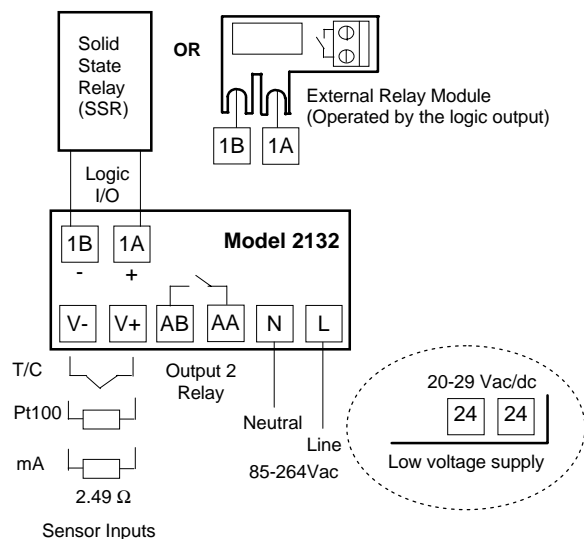 Solid
State
Relay
(SSR)
OR
External Relay Module
(Operated by the logic output)
1B 1A
Logic
I/O
1B 1A
- +
Model 2132
V- V+ AB AA N L
T/C
Output 2
Relay
Pt100
Neutral
Line
85-264Vac
mA
2.49 Ω
Sensor Inputs
20-29 Vac/dc
24 24
Low voltage supply